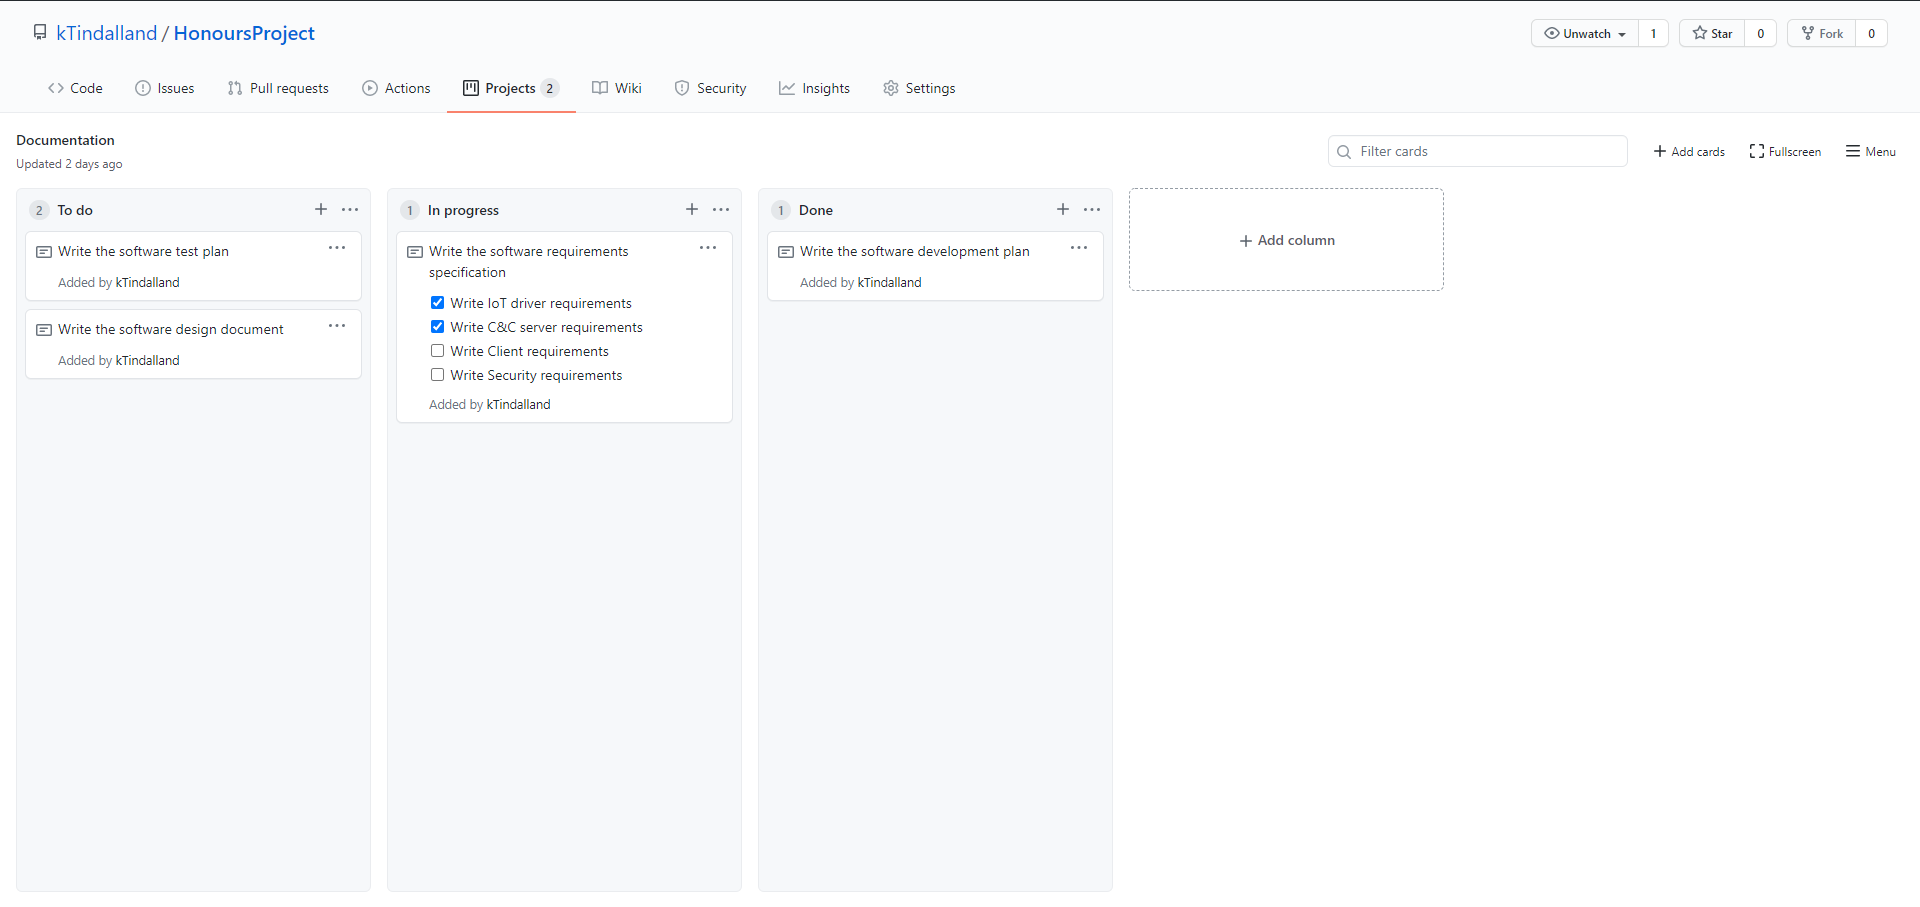 kTindalland / HonoursProject
Unwatch 1 Star 0 Fork 0
Code Issues Pull requests Actions Projects 2 Wiki Security Insights Settings
Documentation
Updated 2 days ago
Filter cards
Add cards Fullscreen Menu
2 To do
Write the software test plan
Added by kTindalland
Write the software design document
Added by kTindalland
1 In progress
Write the software requirements
specification
Write IoT driver requirements
Write C&C server requirements
Write Client requirements
Write Security requirements
Added by kTindalland
1 Done
Write the software development plan
Added by kTindalland
Add column